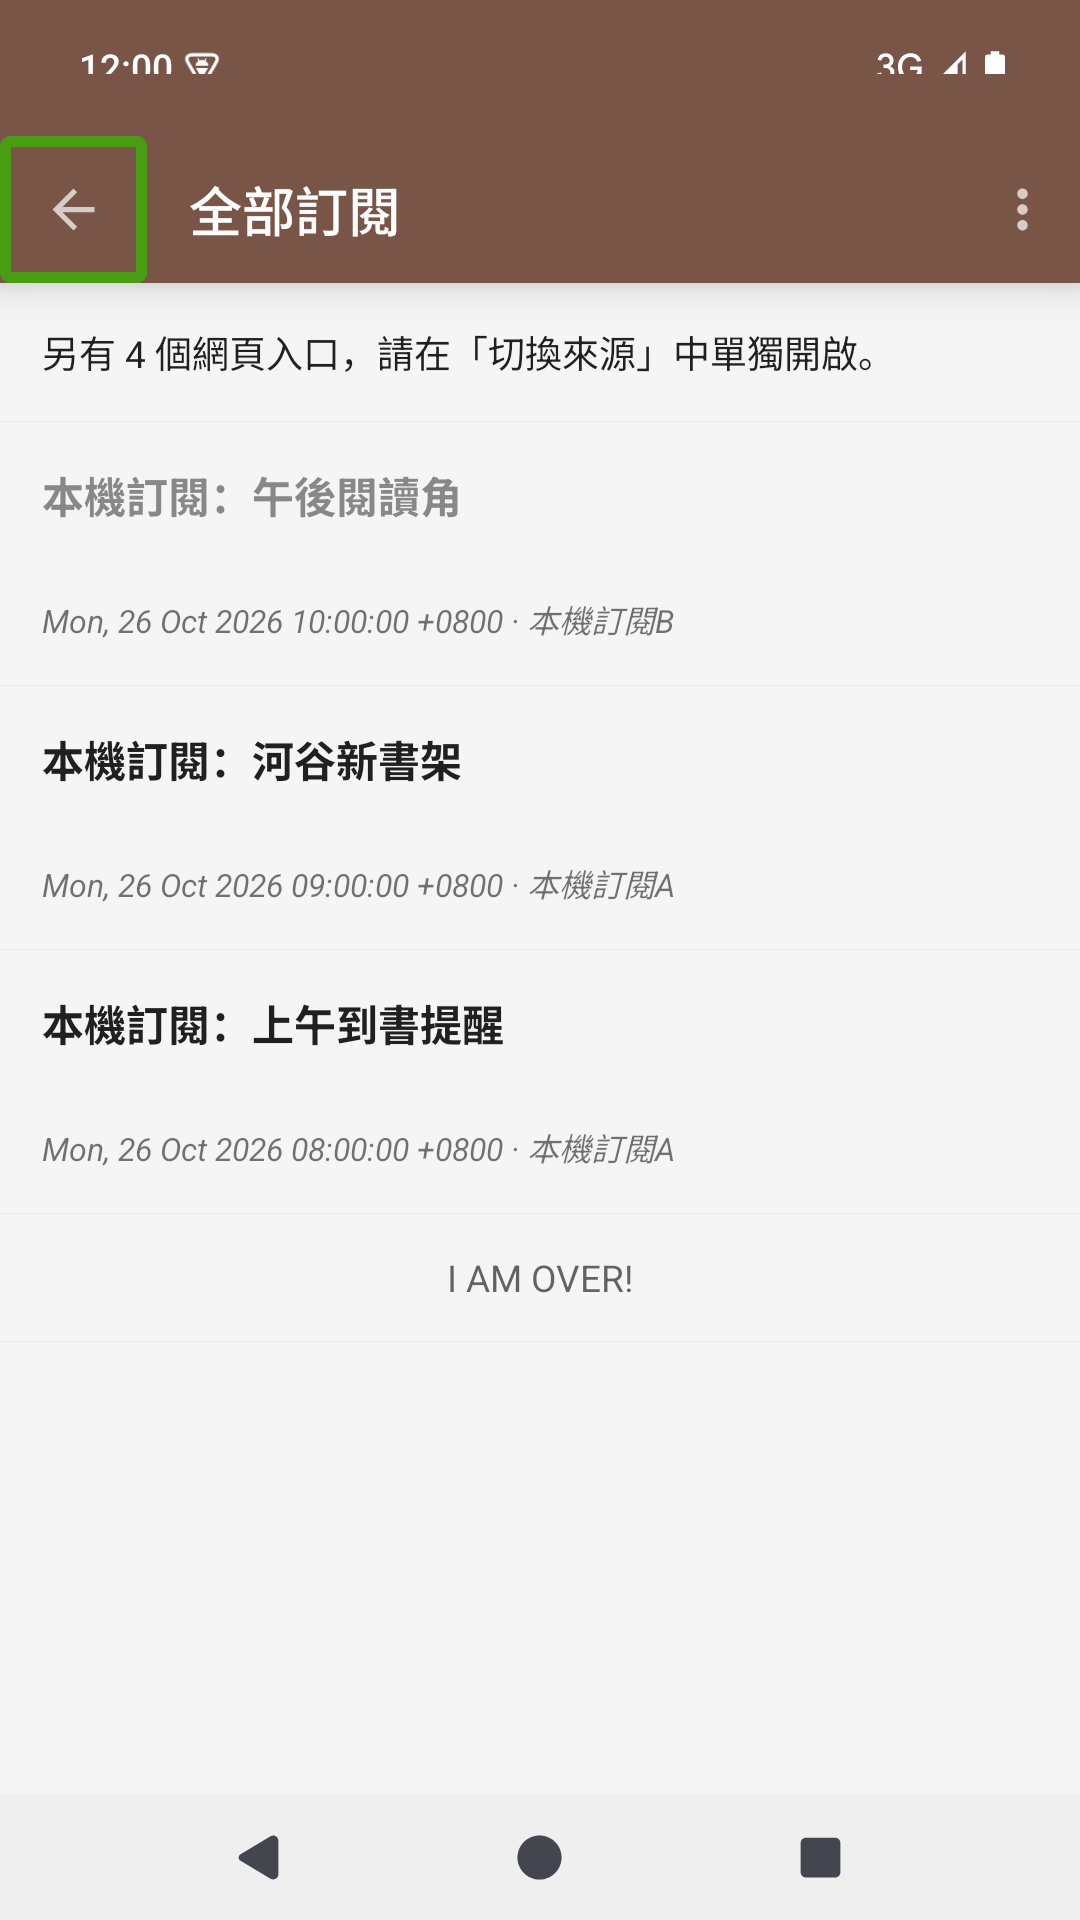 12:00
3G
全部訂閱
另有 4 個網頁入口，請在「切換來源」中單獨開啟。
本機訂閱：午後閱讀角
Mon, 26 Oct 2026 10:00:00 +0800 · 本機訂閱B
本機訂閱：河谷新書架
Mon, 26 Oct 2026 09:00:00 +0800 · 本機訂閱A
本機訂閱：上午到書提醒
Mon, 26 Oct 2026 08:00:00 +0800 · 本機訂閱A
I AM OVER!